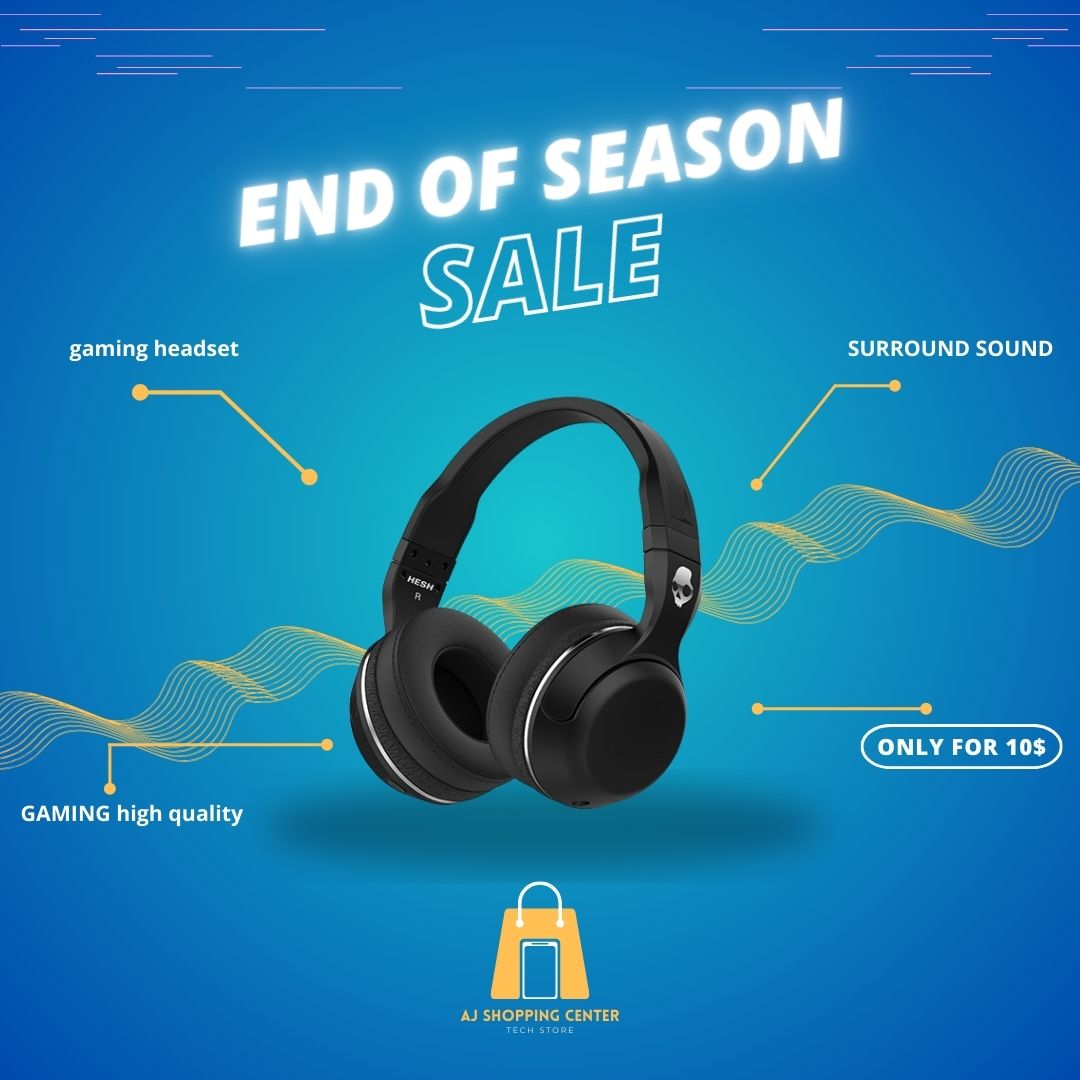 END OF SEASON
SALE
gaming headset
SURROUND SOUND
HESH
R
ONLY FOR 10$
GAMING high quality
AJ SHOPPING CENTER
TECH STORE